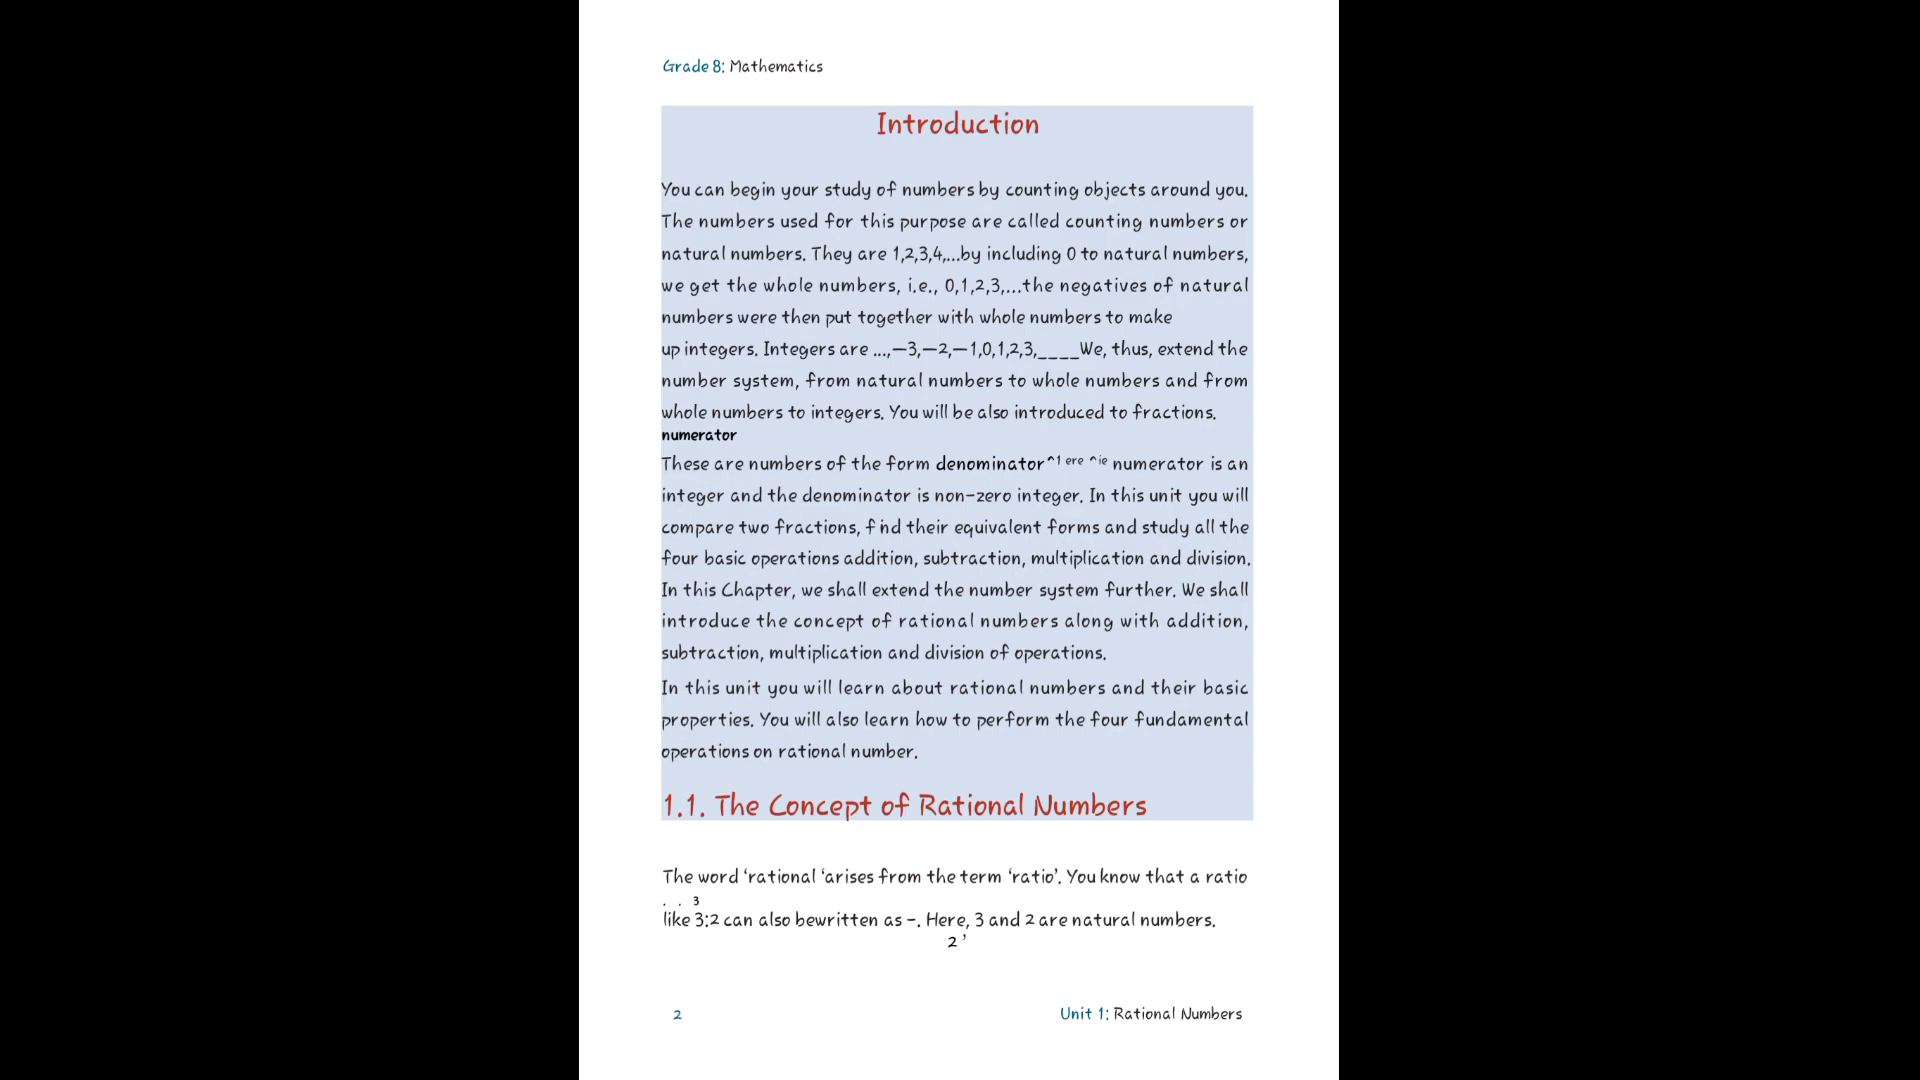 Grade 8: Mathematics
Introduction
You can begin your study of numbers by counting objects around you.
The numbers used for this purpose are called counting numbers or
natural numbers. They are 1,2,3,4,...by including 0 to natural numbers,
we get the whole numbers, i.e., 0,1,2,3,...the negatives of natural
numbers were then put together with whole numbers to make
up integers. Integers are ...,—3,—2,—1,0,1,2,3,____We, thus, extend the
number system, from natural numbers to whole numbers and from
whole numbers to integers. You will be also introduced to fractions.
numerator
These are numbers of the form denominator^1 ere ^ie numerator is an
integer and the denominator is non-zero integer. In this unit you will
compare two fractions, find their equivalent forms and study all the
four basic operations addition, subtraction, multiplication and division.
In this Chapter, we shall extend the number system further. We shall
introduce the concept of rational numbers along with addition,
subtraction, multiplication and division of operations.
In this unit you will learn about rational numbers and their basic
properties. You will also learn how to perform the four fundamental
operations on rational number.
1.1. The Concept of Rational Numbers
The word ‘rational ‘arises from the term ‘ratio’. You know that a ratio
. . 3
like 3:2 can also bewritten as -. Here, 3 and 2 are natural numbers.
2 ’
2
Unit 1: Rational Numbers